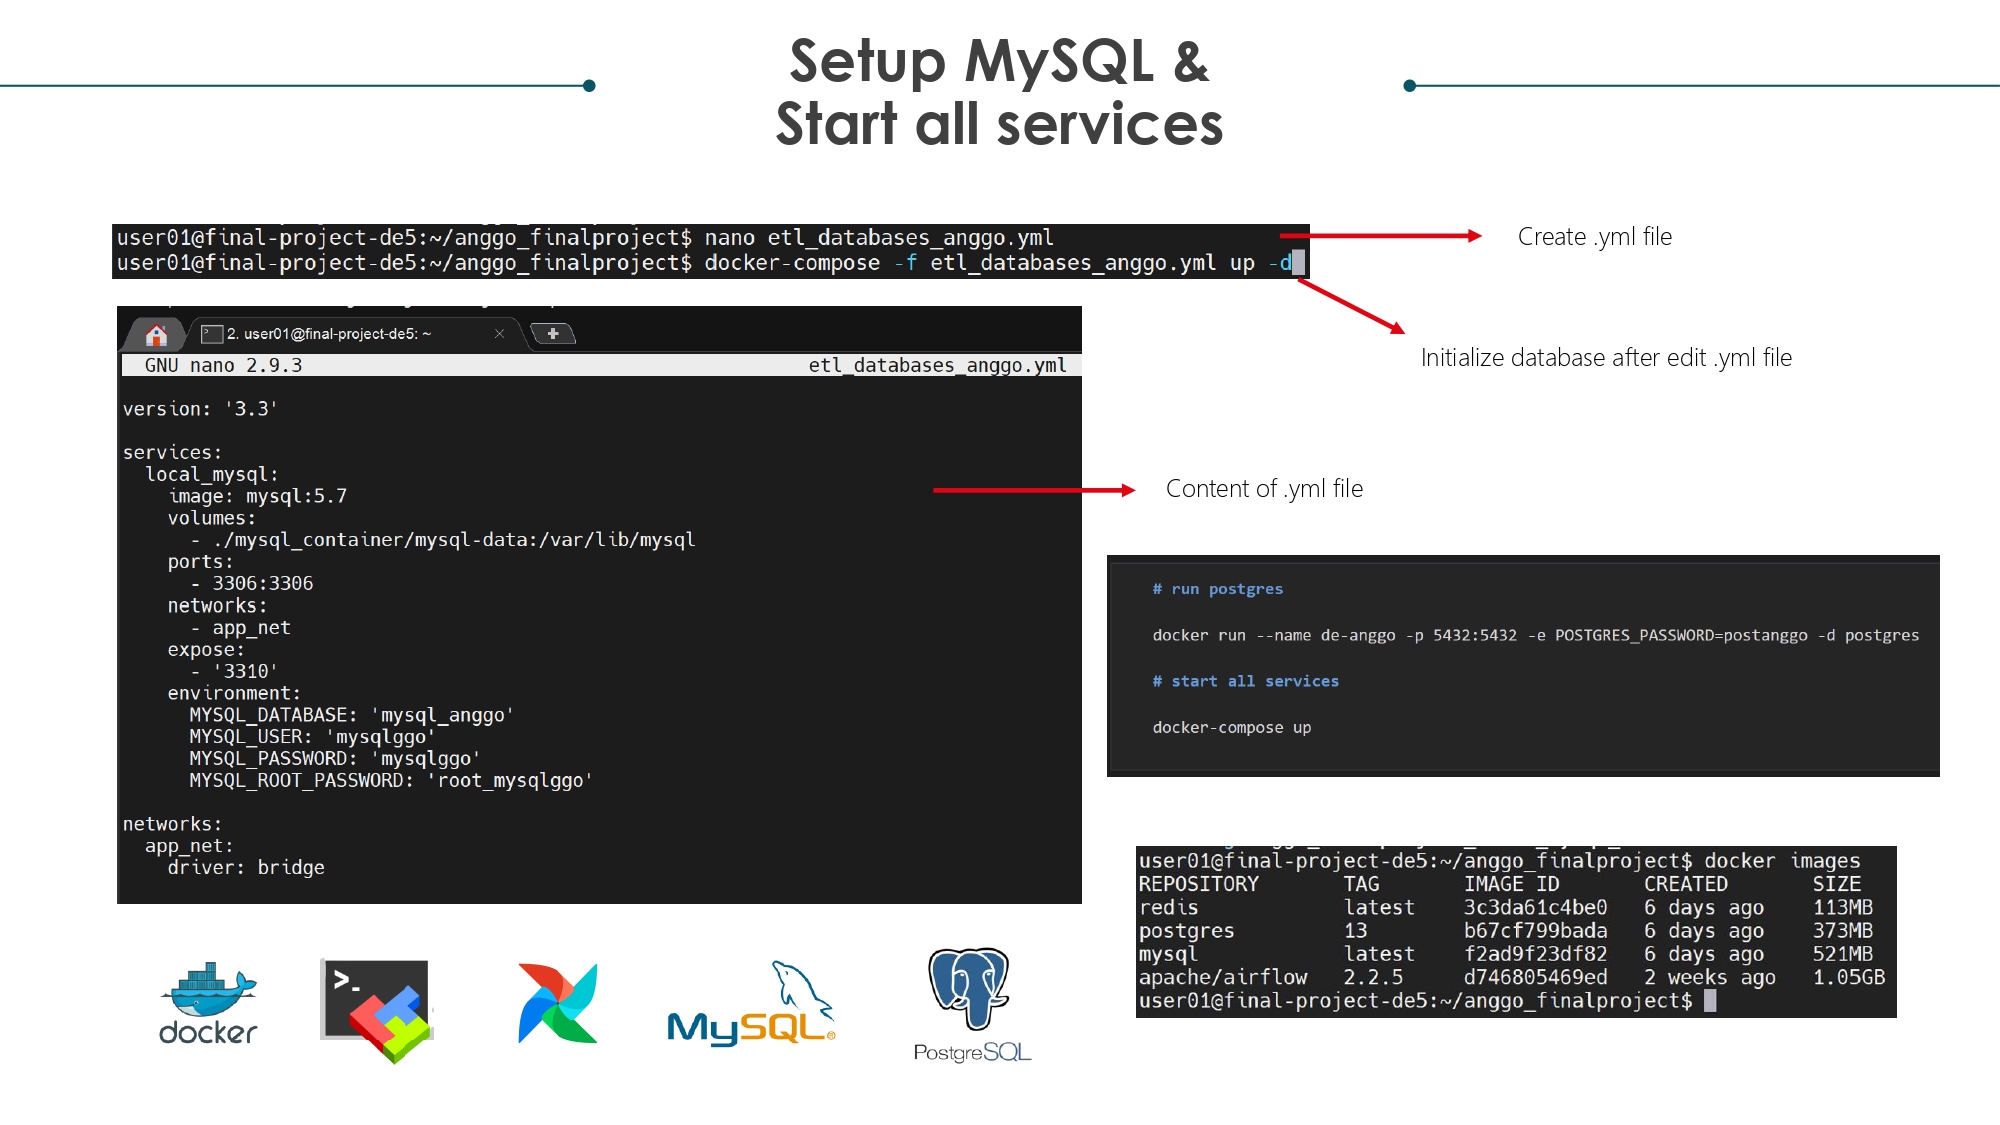 Setup MySQL &
Start all services
user01@final-project-de5:~/anggo_finalproject$ nano etl_databases_anggo.yml
user01@final-project-de5:~/anggo_finalproject$ docker-compose -f etl_databases_anggo.yml up -d
Create .yml file
Initialize database after edit .yml file
2. user01@final-project-de5: ~
GNU nano 2.9.3 etl_databases_anggo.yml
version: '3.3'
services:
local_mysql:
image: mysql:5.7
volumes:
- ./mysql_container/mysql-data:/var/lib/mysql
ports:
- 3306:3306
networks:
- app_net
expose:
- '3310'
environment:
MYSQL_DATABASE: 'mysql_anggo'
MYSQL_USER: 'mysqlggo'
MYSQL_PASSWORD: 'mysqlggo'
MYSQL_ROOT_PASSWORD: 'root_mysqlggo'
networks:
app_net:
driver: bridge
Content of .yml file
# run postgres
docker run --name de-anggo -p 5432:5432 -e POSTGRES_PASSWORD=postanggo -d postgres
# start all services
docker-compose up
user01@final-project-de5:~/anggo_finalproject$ docker images
REPOSITORY TAG IMAGE ID CREATED SIZE
redis latest 3c3da61c4be0 6 days ago 113MB
postgres 13 b67cf799bada 6 days ago 373MB
mysql latest f2ad9f23df82 6 days ago 521MB
apache/airflow 2.2.5 d746805469ed 2 weeks ago 1.05GB
user01@final-project-de5:~/anggo_finalproject$
docker
>_
MySQL®
PostgreSQL